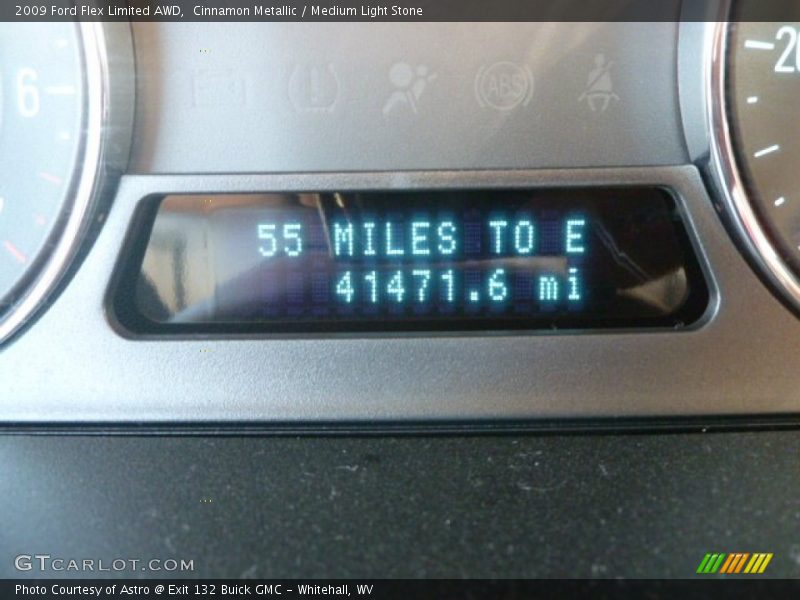 2009 Ford Flex Limited AWD, Cinnamon Metallic / Medium Light Stone
6
ABS
55 MILES TO E
41471.6 mi
GTCARLOT.COM
Photo Courtesy of Astro @ Exit 132 Buick GMC - Whitehall, WV